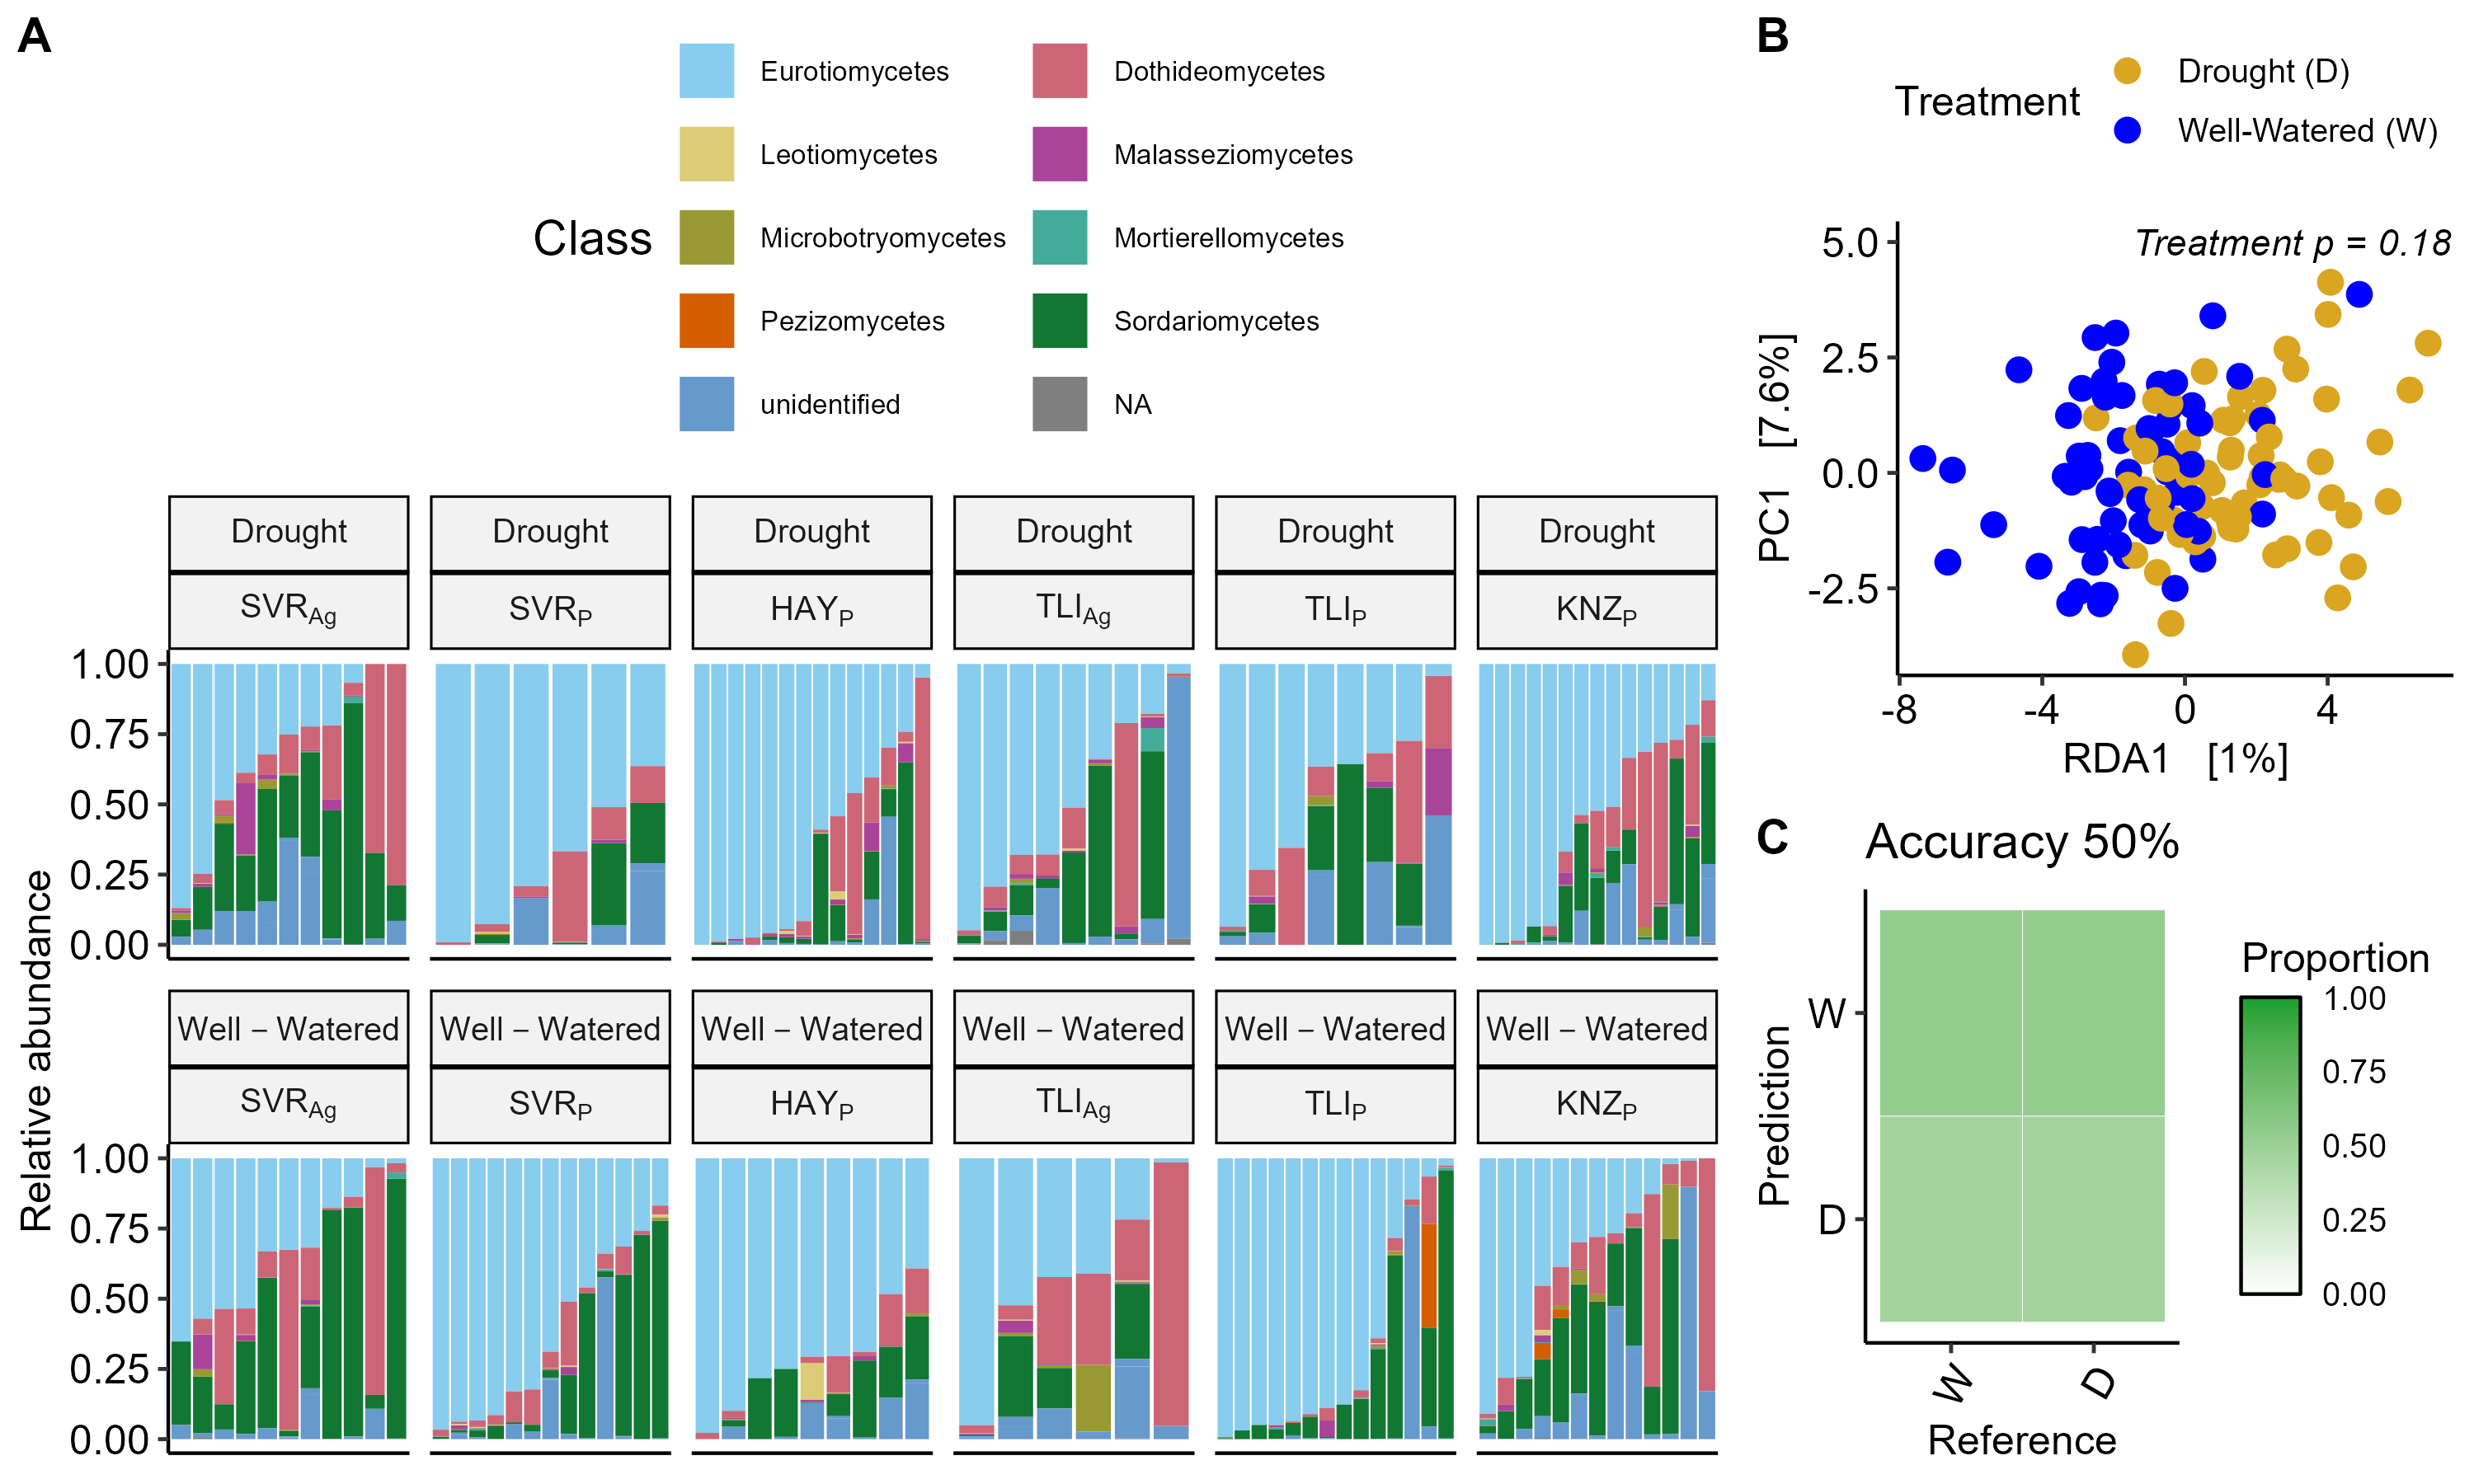 A
Class
Eurotiomycetes
Leotiomycetes
Microbotryomycetes
Pezizomycetes
unidentified
Dothideomycetes
Malasseziomycetes
Mortierellomycetes
Sordariomycetes
NA
Relative abundance
Drought
SVRAg
Drought
SVRP
Drought
HAYP
Drought
TLIAg
Drought
TLIP
Drought
KNZP
1.00
0.75
0.50
0.25
0.00
Well – Watered
SVRAg
Well – Watered
SVRP
Well – Watered
HAYP
Well – Watered
TLIAg
Well – Watered
TLIP
Well – Watered
KNZP
1.00
0.75
0.50
0.25
0.00
B
Treatment
Drought (D)
Well-Watered (W)
Treatment p = 0.18
PC1 [7.6%]
5.0
2.5
0.0
-2.5
-8 -4 0 4
RDA1 [1%]
C
Accuracy 50%
Prediction
W
D
W D
Reference
Proportion
1.00
0.75
0.50
0.25
0.00